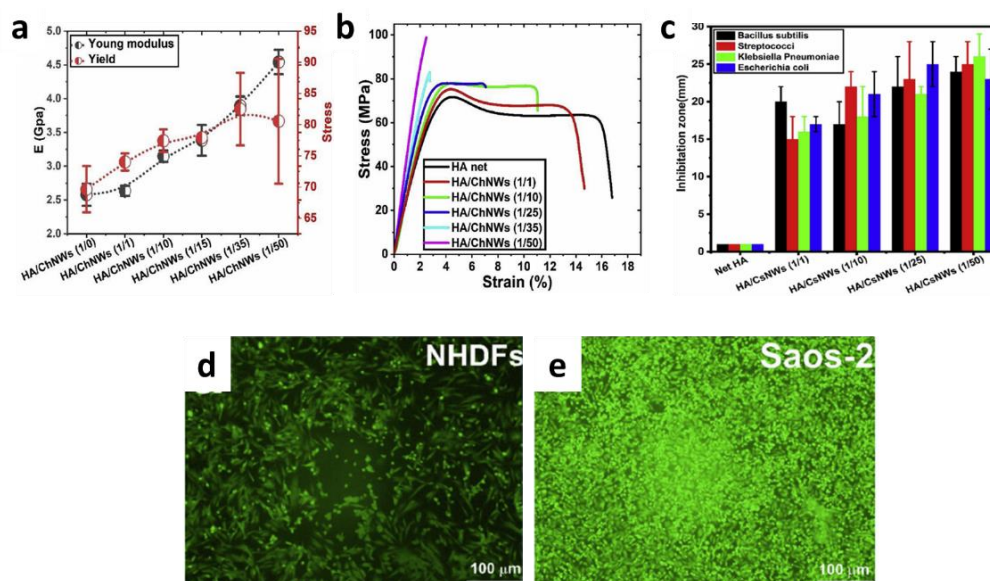 a
Young modulus
Yield
E (Gpa)
5.0
4.5
4.0
3.5
3.0
2.5
2.0
Stress
95
90
85
80
75
70
65
HA/ChNWs (1/0)
HA/ChNWs (1/1)
HA/ChNWs (1/10)
HA/ChNWs (1/15)
HA/ChNWs (1/35)
HA/ChNWs (1/50)
b
Stress (MPa)
100
80
60
40
20
0
HA net
HA/ChNWs (1/1)
HA/ChNWs (1/10)
HA/ChNWs (1/25)
HA/ChNWs (1/35)
HA/ChNWs (1/50)
0 2 4 6 8 10 12 14 16 18
Strain (%)
c
Bacillus subtilis
Streptococci
Klebsiella Pneumoniae
Escherichia coli
Inhibitation zone(mm)
30
25
20
15
10
5
0
Net HA
HA/CsNWs (1/1)
HA/CsNWs (1/10)
HA/CsNWs (1/25)
HA/CsNWs (1/50)
d
NHDFs
100 µm
e
Saos-2
100 µm